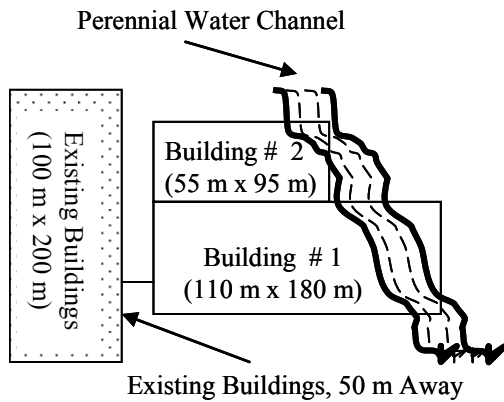 Perennial Water Channel
Existing Buildings
(100 m x 200 m)
Building # 2
(55 m x 95 m)
Building # 1
(110 m x 180 m)
Existing Buildings, 50 m Away